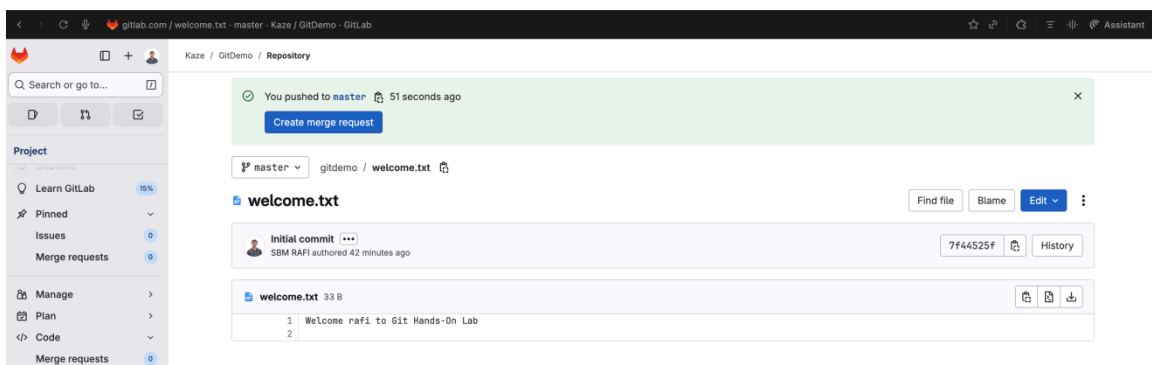 gitlab.com / welcome.txt · master · Kaze / GitDemo · GitLab
Assistant
Kaze / GitDemo / Repository
Search or go to...
You pushed to master 51 seconds ago
Create merge request
Project
master
gitdemo / welcome.txt
Learn GitLab 15%
welcome.txt
Find file Blame Edit
Pinned
Issues 0
Merge requests 0
Initial commit
SBM RAFI authored 42 minutes ago
7f44525f History
Manage
Plan
Code
Merge requests 0
welcome.txt 33 B
1 Welcome rafi to Git Hands-On Lab
2